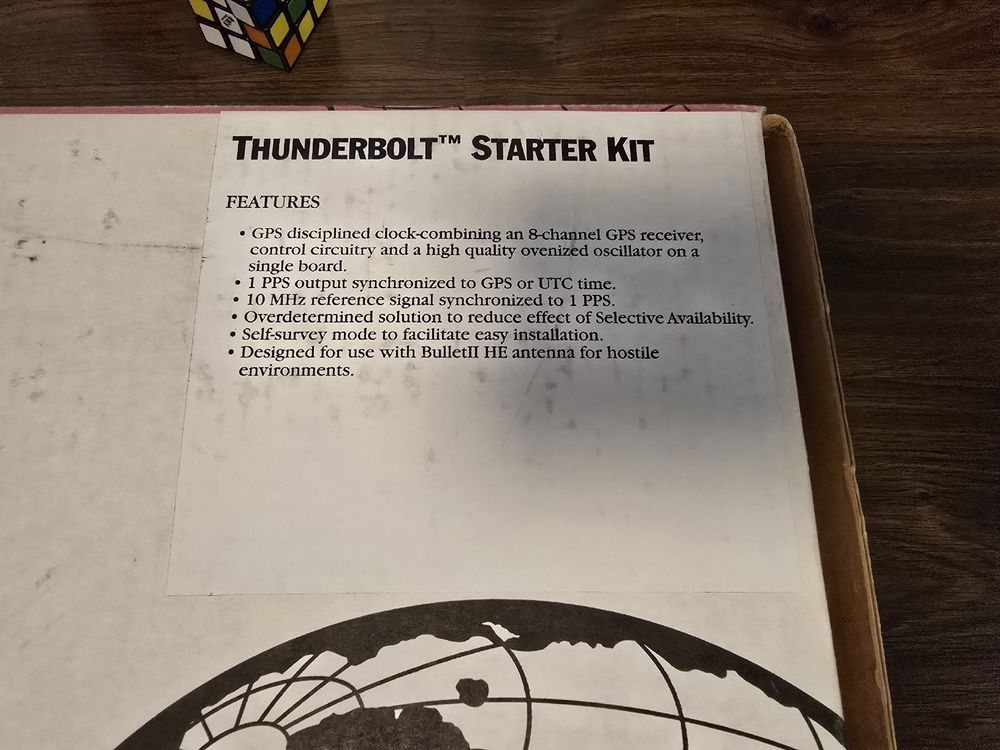 THUNDERBOLT™ STARTER KIT
FEATURES
• GPS disciplined clock-combining an 8-channel GPS receiver,
control circuitry and a high quality ovenized oscillator on a
single board.
• 1 PPS output synchronized to GPS or UTC time.
• 10 MHz reference signal synchronized to 1 PPS.
• Overdetermined solution to reduce effect of Selective Availability.
• Self-survey mode to facilitate easy installation.
• Designed for use with BulletII HE antenna for hostile
environments.